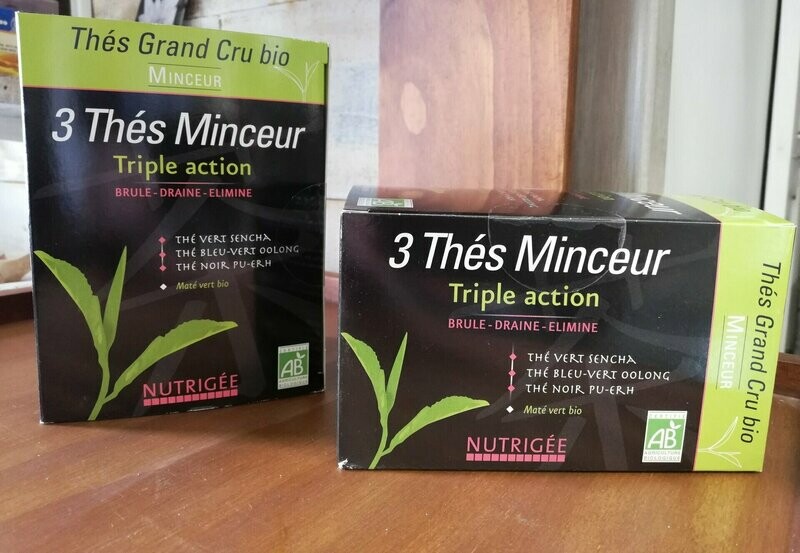 Thés Grand Cru bio
MINCEUR
3 Thés Minceur
Triple action
BRULE - DRAINE - ELIMINE
THÉ VERT SENCHA
THÉ BLEU-VERT OOLONG
THÉ NOIR PU-ERH
Maté vert bio
NUTRIGÉE
AB
3 Thés Minceur
Triple action
BRULE - DRAINE - ELIMINE
THÉ VERT SENCHA
THÉ BLEU-VERT OOLONG
THÉ NOIR PU-ERH
Maté vert bio
NUTRIGÉE
CERTIFIÉ
AB
AGRICULTURE
BIOLOGIQUE
Thés Grand Cru bio
MINCEUR